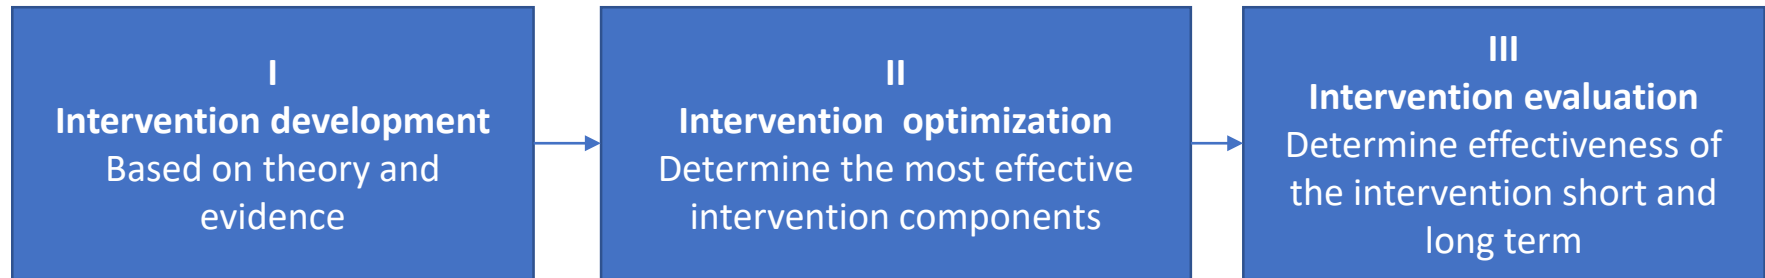 I
Intervention development
Based on theory and
evidence
II
Intervention  optimization
Determine the most effective
intervention components
III
Intervention evaluation
Determine effectiveness of
the intervention short and
long term